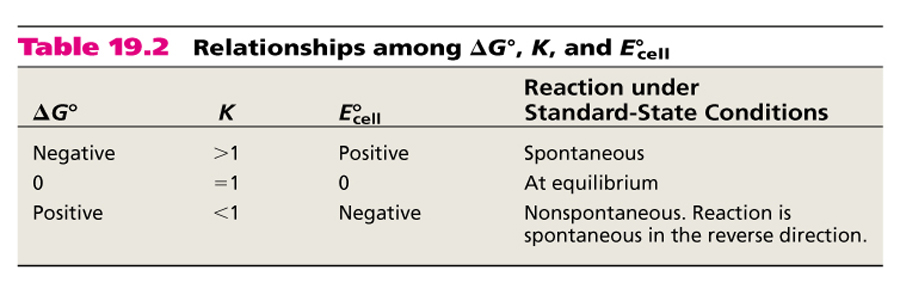 Table 19.2 Relationships among ΔG°, K, and E°cell
Reaction under
ΔG° K E°cell Standard-State Conditions
Negative >1 Positive Spontaneous
0 =1 0 At equilibrium
Positive <1 Negative Nonspontaneous. Reaction is
spontaneous in the reverse direction.